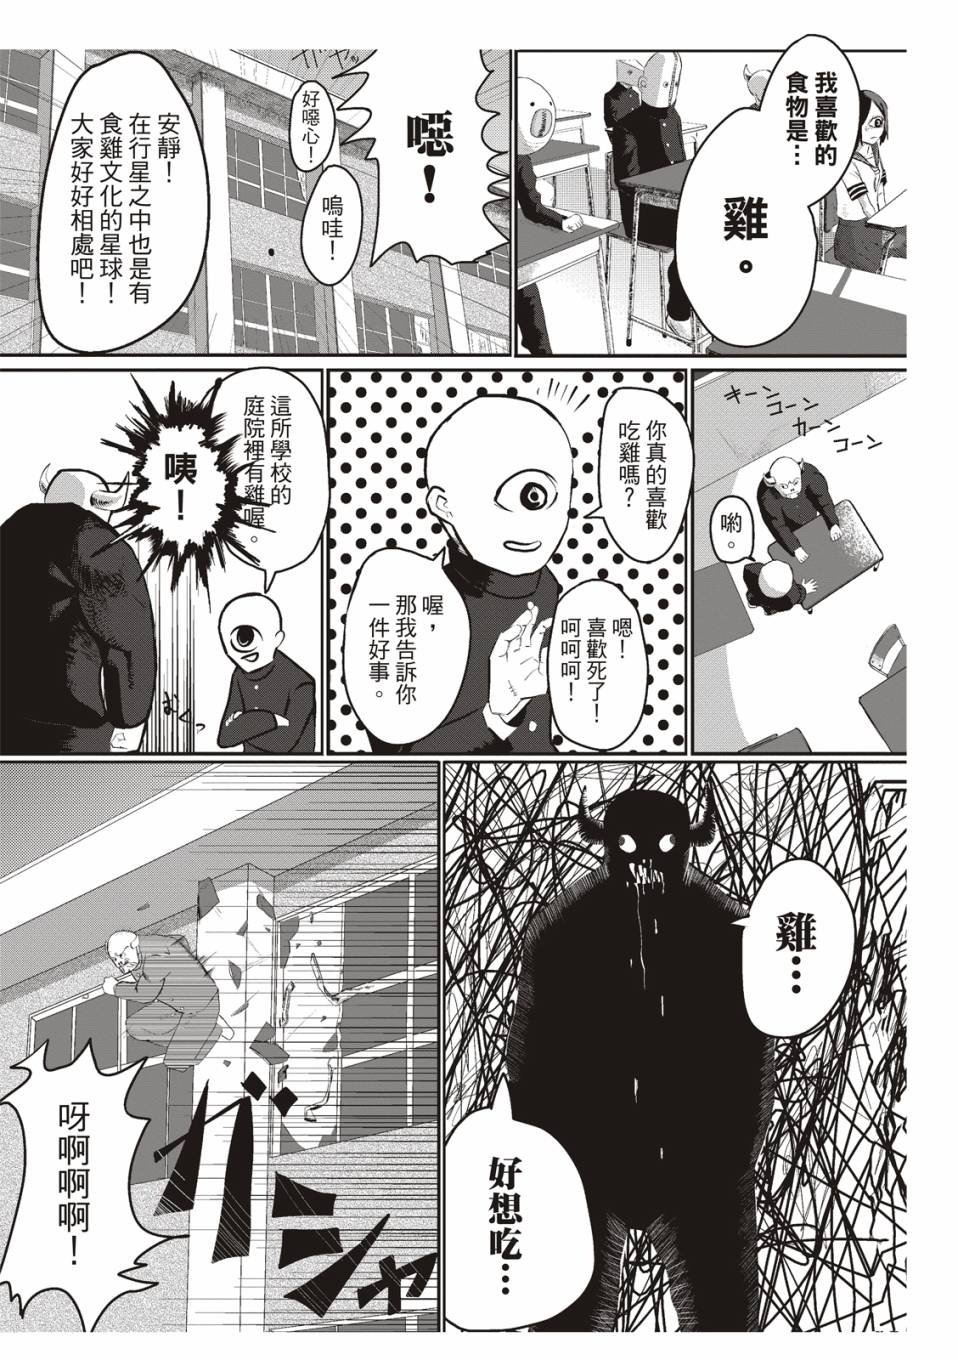 我喜歡的
食物是…
雞。
ガヤ
噁！
好噁心！
嗚哇！
安靜！
在行星之中也是有
食雞文化的星球！
大家好好相處吧！
キーン
コーン
カーン
コーン
喲。
你真的喜歡
吃雞嗎？
嗯！
喜歡死了！
呵呵呵！
喔，
那我告訴你
一件好事。
這所學校的
庭院裡有雞喔。
咦！
雞…
好想吃…
ガシャ
呀啊啊啊！